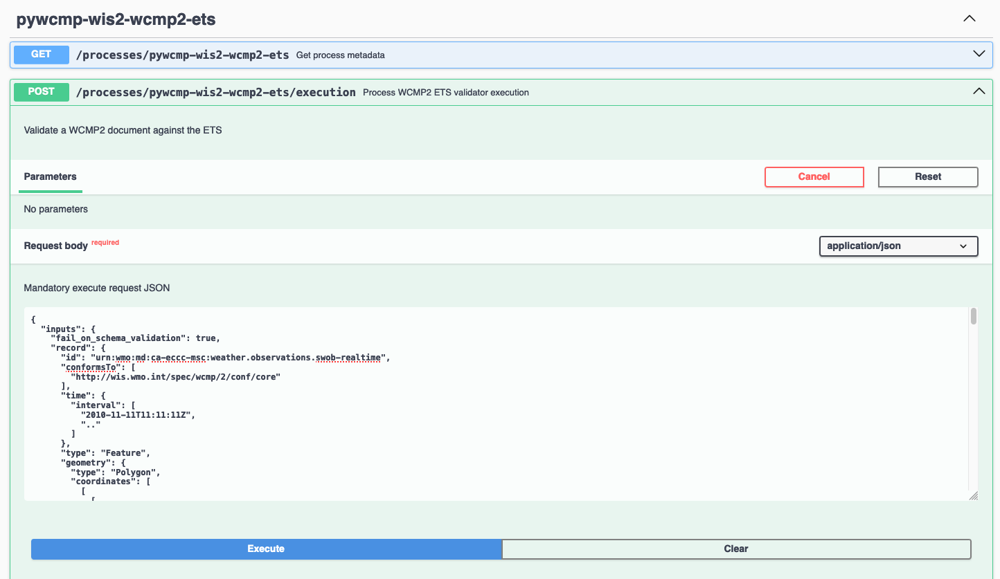 pywcmp-wis2-wcmp2-ets
GET /processes/pywcmp-wis2-wcmp2-ets Get process metadata
POST /processes/pywcmp-wis2-wcmp2-ets/execution Process WCMP2 ETS validator execution
Validate a WCMP2 document against the ETS
Parameters Cancel Reset
No parameters
Request body required application/json
Mandatory execute request JSON
{
  "inputs": {
    "fail_on_schema_validation": true,
    "record": {
      "id": "urn:wmo:md:ca-eccc-msc:weather.observations.swob-realtime",
      "conformsTo": [
        "http://wis.wmo.int/spec/wcmp/2/conf/core"
      ],
      "time": {
        "interval": [
          "2010-11-11T11:11:11Z",
          ".."
        ]
      },
      "type": "Feature",
      "geometry": {
        "type": "Polygon",
        "coordinates": [
          [
            [
Execute Clear